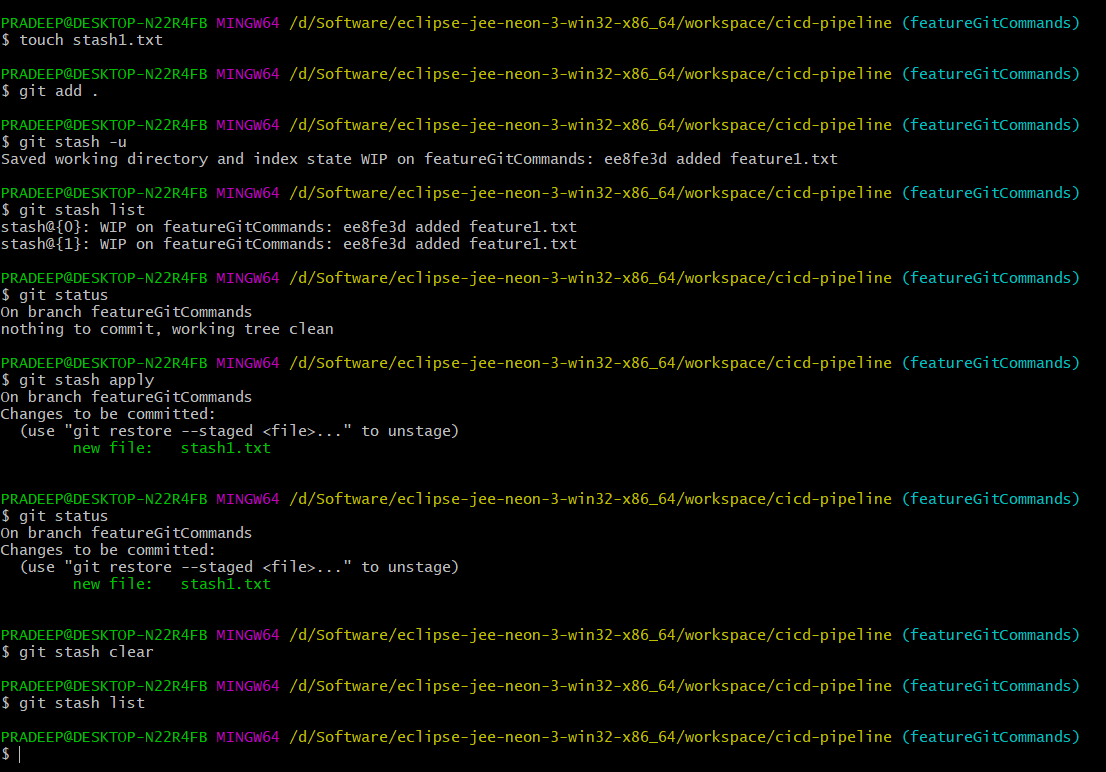 PRADEEP@DESKTOP-N22R4FB MINGW64 /d/Software/eclipse-jee-neon-3-win32-x86_64/workspace/cicd-pipeline (featureGitCommands)
$ touch stash1.txt
PRADEEP@DESKTOP-N22R4FB MINGW64 /d/Software/eclipse-jee-neon-3-win32-x86_64/workspace/cicd-pipeline (featureGitCommands)
$ git add .
PRADEEP@DESKTOP-N22R4FB MINGW64 /d/Software/eclipse-jee-neon-3-win32-x86_64/workspace/cicd-pipeline (featureGitCommands)
$ git stash -u
Saved working directory and index state WIP on featureGitCommands: ee8fe3d added feature1.txt
PRADEEP@DESKTOP-N22R4FB MINGW64 /d/Software/eclipse-jee-neon-3-win32-x86_64/workspace/cicd-pipeline (featureGitCommands)
$ git stash list
stash@{0}: WIP on featureGitCommands: ee8fe3d added feature1.txt
stash@{1}: WIP on featureGitCommands: ee8fe3d added feature1.txt
PRADEEP@DESKTOP-N22R4FB MINGW64 /d/Software/eclipse-jee-neon-3-win32-x86_64/workspace/cicd-pipeline (featureGitCommands)
$ git status
On branch featureGitCommands
nothing to commit, working tree clean
PRADEEP@DESKTOP-N22R4FB MINGW64 /d/Software/eclipse-jee-neon-3-win32-x86_64/workspace/cicd-pipeline (featureGitCommands)
$ git stash apply
On branch featureGitCommands
Changes to be committed:
  (use "git restore --staged <file>..." to unstage)
        new file:   stash1.txt
PRADEEP@DESKTOP-N22R4FB MINGW64 /d/Software/eclipse-jee-neon-3-win32-x86_64/workspace/cicd-pipeline (featureGitCommands)
$ git status
On branch featureGitCommands
Changes to be committed:
  (use "git restore --staged <file>..." to unstage)
        new file:   stash1.txt
PRADEEP@DESKTOP-N22R4FB MINGW64 /d/Software/eclipse-jee-neon-3-win32-x86_64/workspace/cicd-pipeline (featureGitCommands)
$ git stash clear
PRADEEP@DESKTOP-N22R4FB MINGW64 /d/Software/eclipse-jee-neon-3-win32-x86_64/workspace/cicd-pipeline (featureGitCommands)
$ git stash list
PRADEEP@DESKTOP-N22R4FB MINGW64 /d/Software/eclipse-jee-neon-3-win32-x86_64/workspace/cicd-pipeline (featureGitCommands)
$